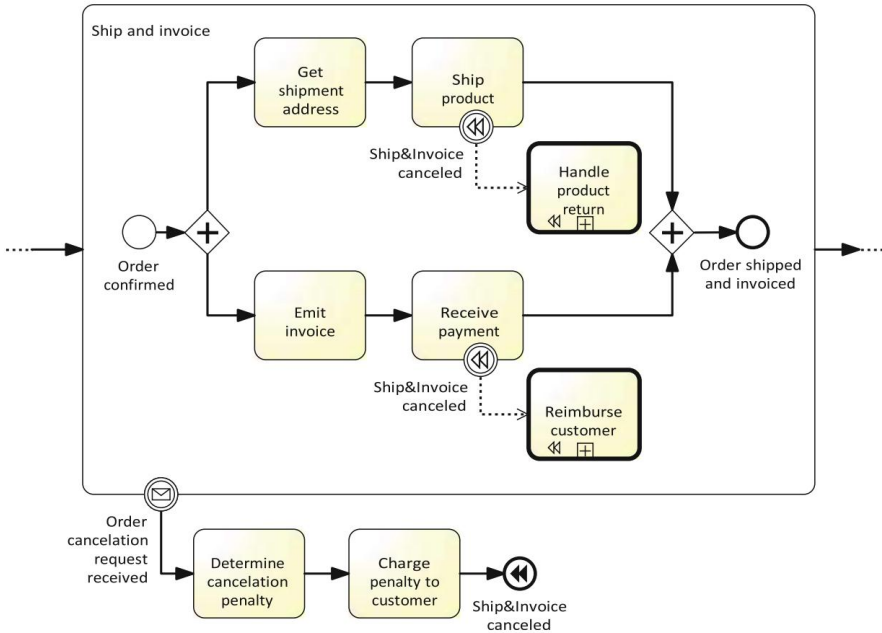 Ship and invoice
Get
shipment
address
Ship
product
Ship&Invoice
canceled
Handle
product
return
Order
confirmed
Order shipped
and invoiced
Emit
invoice
Receive
payment
Ship&Invoice
canceled
Reimburse
customer
Order
cancelation
request
received
Determine
cancelation
penalty
Charge
penalty to
customer
Ship&Invoice
canceled